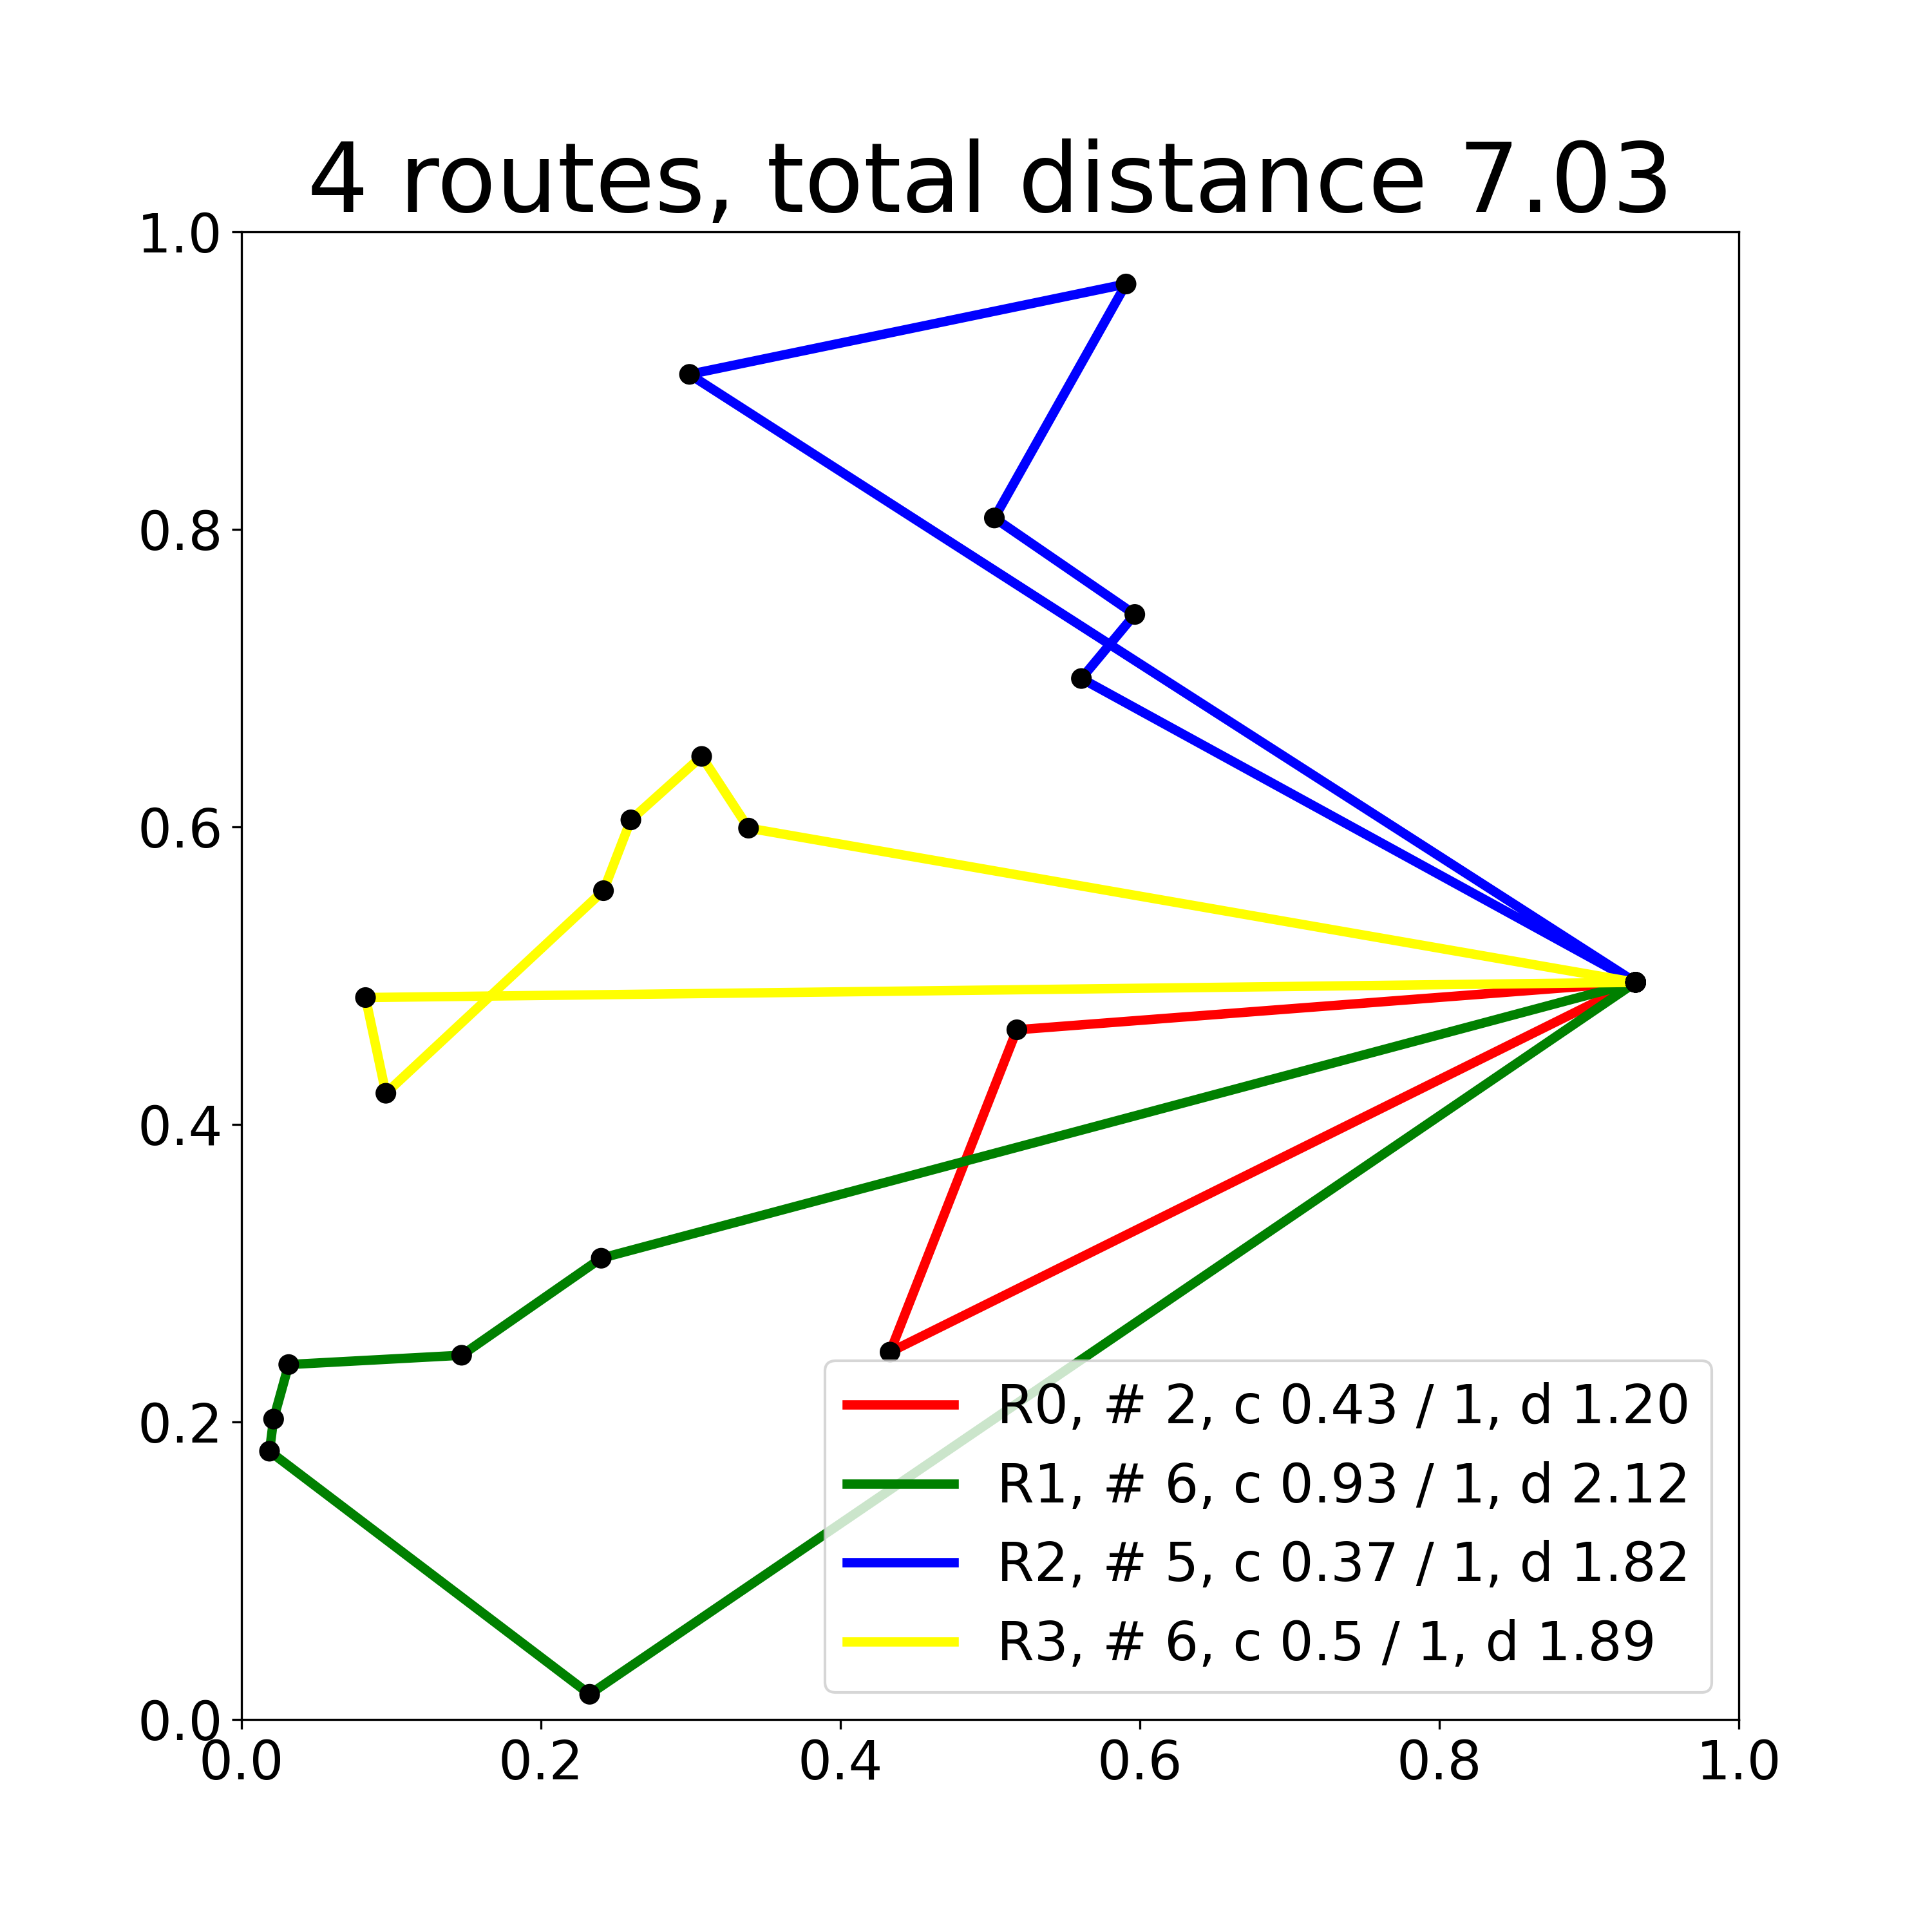 4 routes, total distance 7.03
1.0
0.8
0.6
0.4
0.2
0.0
0.0 0.2 0.4 0.6 0.8 1.0
R0, # 2, c 0.43 / 1, d 1.20
R1, # 6, c 0.93 / 1, d 2.12
R2, # 5, c 0.37 / 1, d 1.82
R3, # 6, c 0.5 / 1, d 1.89